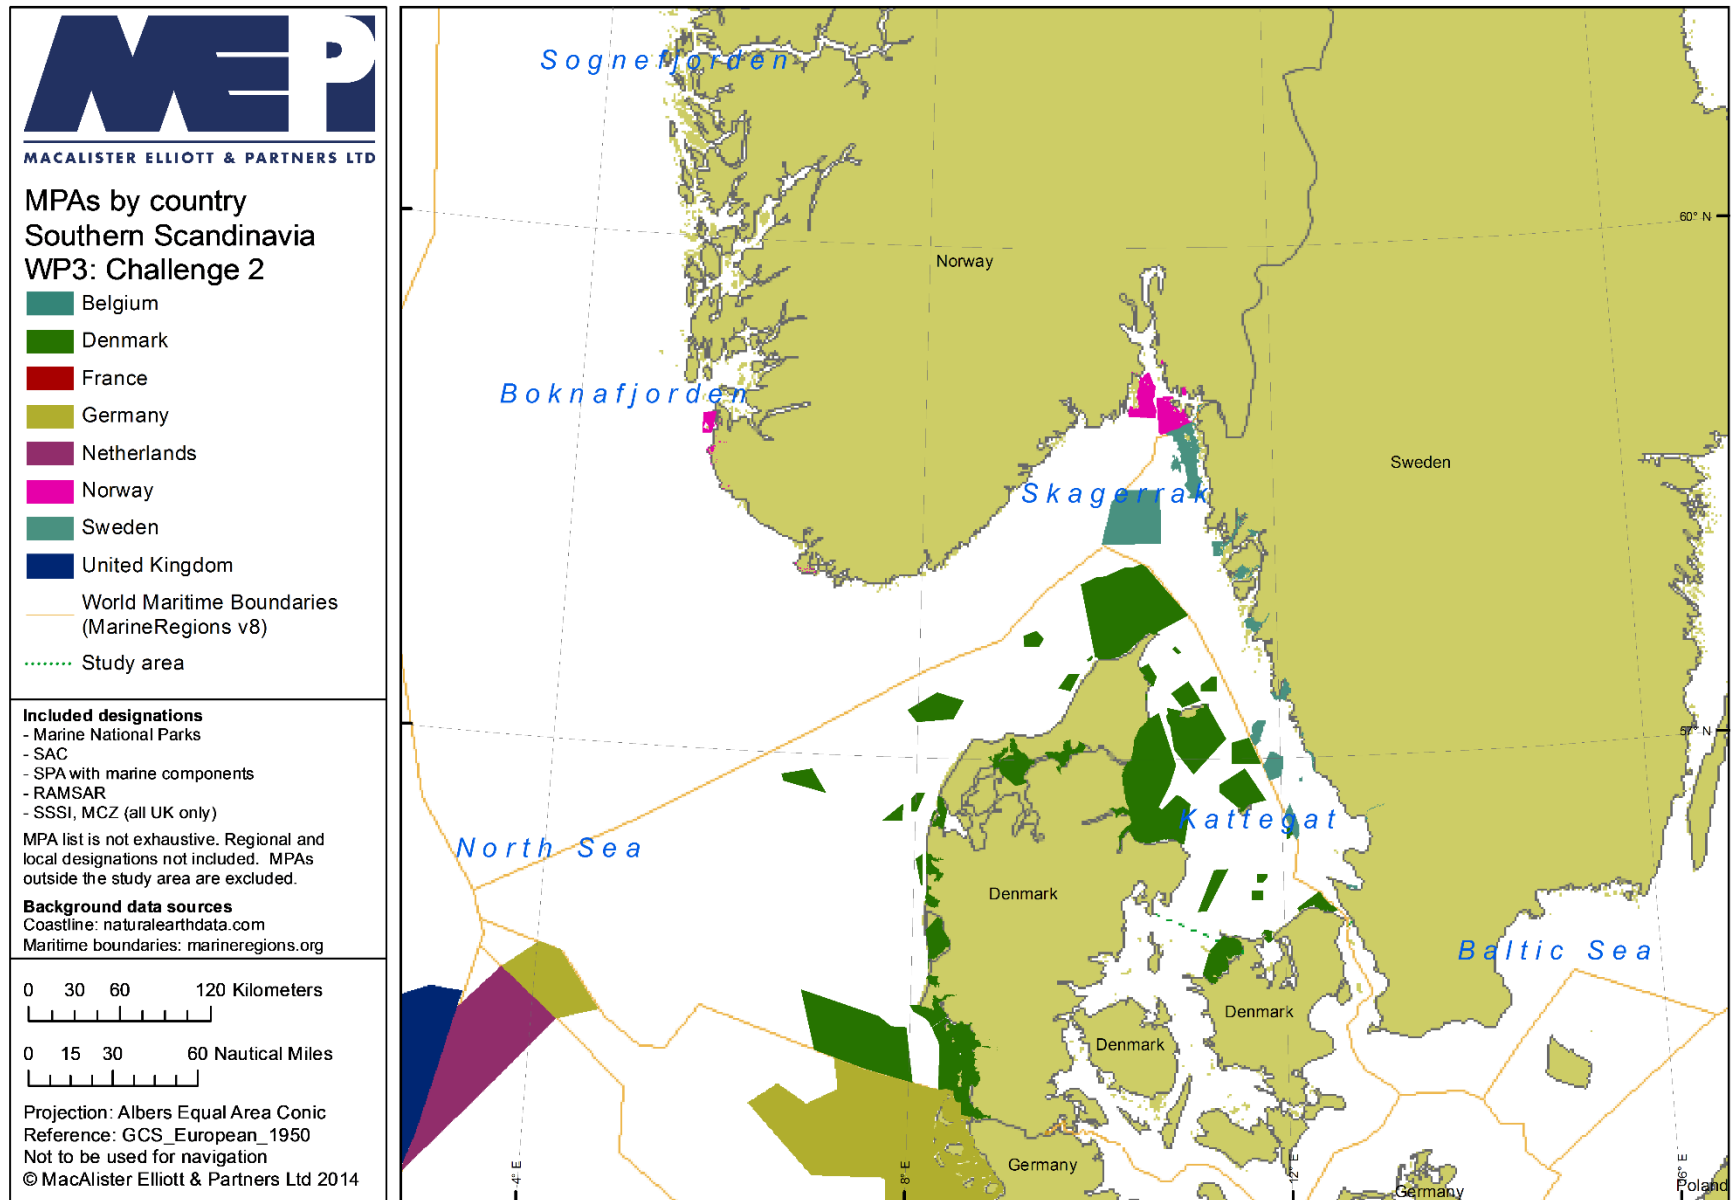 MEP
MACALISTER ELLIOTT & PARTNERS LTD
MPAs by country
Southern Scandinavia
WP3: Challenge 2
Belgium
Denmark
France
Germany
Netherlands
Norway
Sweden
United Kingdom
World Maritime Boundaries
(MarineRegions v8)
Study area
Included designations
- Marine National Parks
- SAC
- SPA with marine components
- RAMSAR
- SSSI, MCZ (all UK only)
MPA list is not exhaustive. Regional and
local designations not included. MPAs
outside the study area are excluded.
Background data sources
Coastline: naturalearthdata.com
Maritime boundaries: marineregions.org
0 30 60 120 Kilometers
0 15 30 60 Nautical Miles
Projection: Albers Equal Area Conic
Reference: GCS_European_1950
Not to be used for navigation
© MacAlister Elliott & Partners Ltd 2014
Sognefjorden
60° N
Norway
Boknafjorden
Sweden
Skagerrak
57° N
Kattegat
North Sea
Denmark
Baltic Sea
Denmark
Denmark
Germany
4° E
8° E
12° E
16° E
Germany
Poland